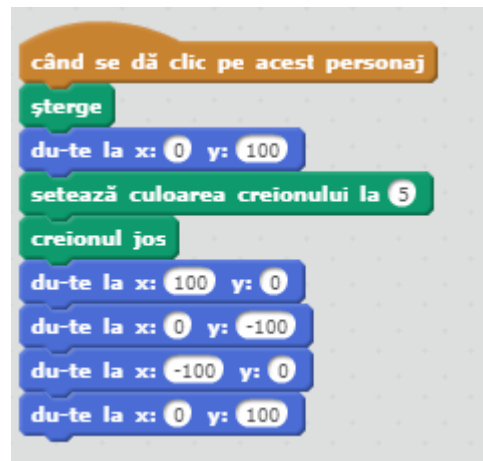 când se dă clic pe acest personaj
șterge
du-te la x: 0 y: 100
setează culoarea creionului la 5
creionul jos
du-te la x: 100 y: 0
du-te la x: 0 y: -100
du-te la x: -100 y: 0
du-te la x: 0 y: 100